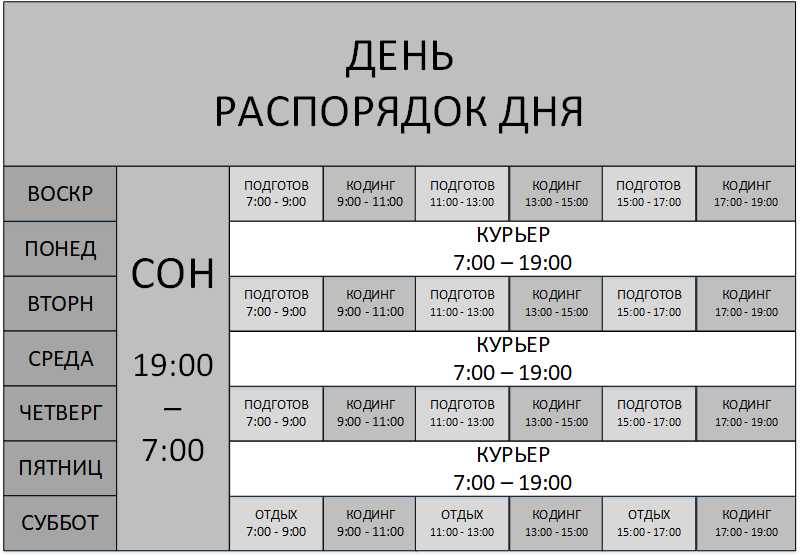 ДЕНЬ
РАСПОРЯДОК ДНЯ
ВОСКР
ПОНЕД
ВТОРН
СРЕДА
ЧЕТВЕРГ
ПЯТНИЦ
СУББОТ
СОН
19:00
–
7:00
ПОДГОТОВ КОДИНГ ПОДГОТОВ КОДИНГ ПОДГОТОВ КОДИНГ
7:00 - 9:00 9:00 - 11:00 11:00 - 13:00 13:00 - 15:00 15:00 - 17:00 17:00 - 19:00
КУРЬЕР
7:00 – 19:00
ПОДГОТОВ КОДИНГ ПОДГОТОВ КОДИНГ ПОДГОТОВ КОДИНГ
7:00 - 9:00 9:00 - 11:00 11:00 - 13:00 13:00 - 15:00 15:00 - 17:00 17:00 - 19:00
КУРЬЕР
7:00 – 19:00
ПОДГОТОВ КОДИНГ ПОДГОТОВ КОДИНГ ПОДГОТОВ КОДИНГ
7:00 - 9:00 9:00 - 11:00 11:00 - 13:00 13:00 - 15:00 15:00 - 17:00 17:00 - 19:00
КУРЬЕР
7:00 – 19:00
ОТДЫХ КОДИНГ ОТДЫХ КОДИНГ ОТДЫХ КОДИНГ
7:00 - 9:00 9:00 - 11:00 11:00 - 13:00 13:00 - 15:00 15:00 - 17:00 17:00 - 19:00